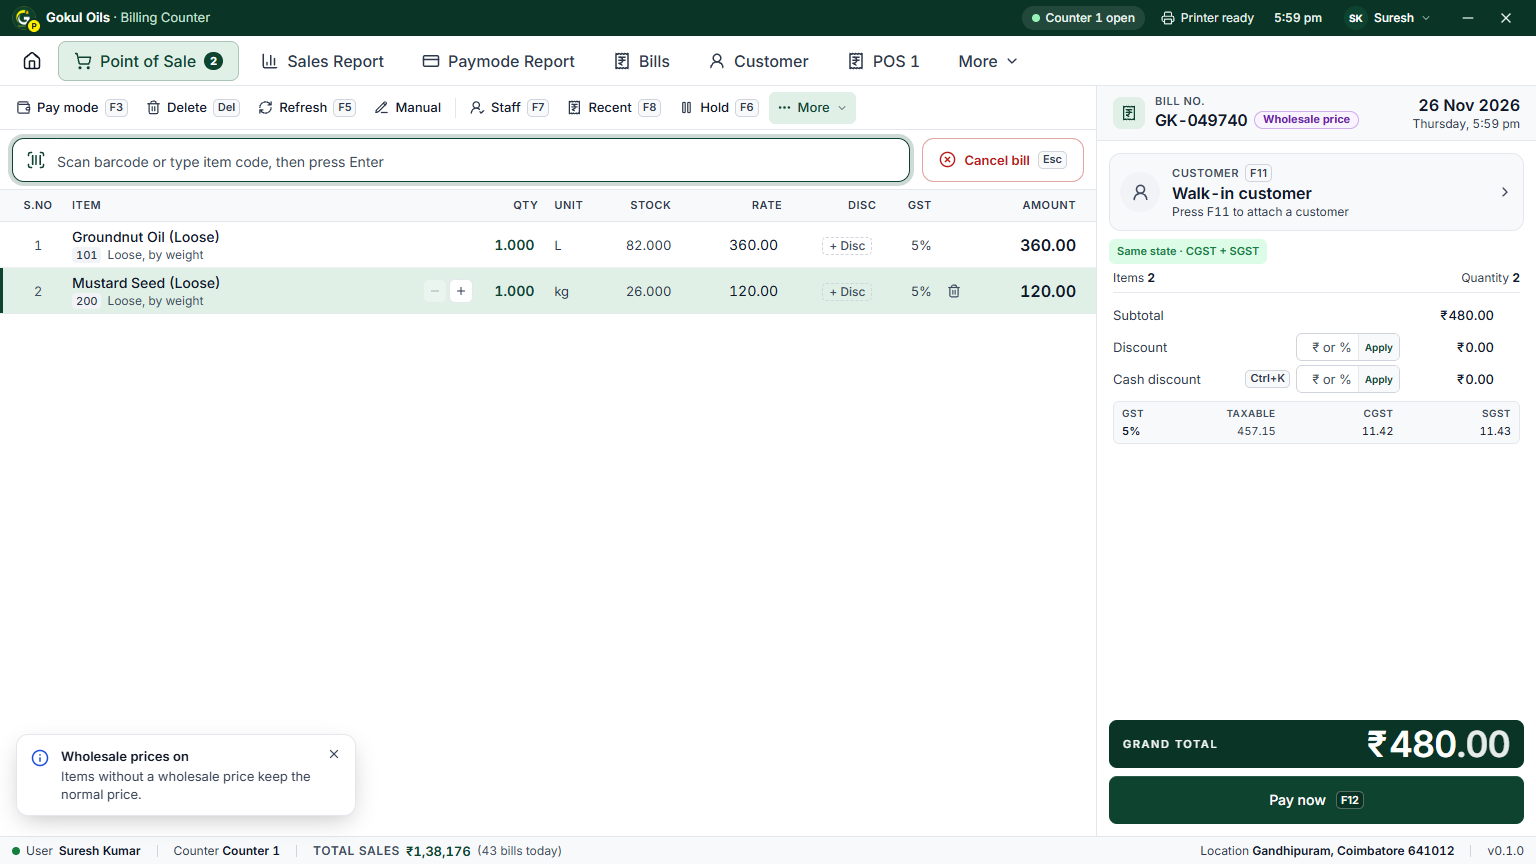 Gokul Oils · Billing Counter
Counter 1 open
Printer ready
5:59 pm
SK Suresh
Point of Sale 2
Sales Report
Paymode Report
Bills
Customer
POS 1
More
Pay mode F3
Delete Del
Refresh F5
Manual
Staff F7
Recent F8
Hold F6
More
BILL NO.
GK-049740 Wholesale price
26 Nov 2026
Thursday, 5:59 pm
Scan barcode or type item code, then press Enter
Cancel bill Esc
CUSTOMER F11
Walk-in customer
Press F11 to attach a customer
S.NO ITEM QTY UNIT STOCK RATE DISC GST AMOUNT
1 Groundnut Oil (Loose) 1.000 L 82.000 360.00 + Disc 5% 360.00
101 Loose, by weight
2 Mustard Seed (Loose) − + 1.000 kg 26.000 120.00 + Disc 5% 120.00
200 Loose, by weight
Same state · CGST + SGST
Items 2 Quantity 2
Subtotal ₹480.00
Discount ₹ or % Apply ₹0.00
Cash discount Ctrl+K ₹ or % Apply ₹0.00
GST TAXABLE CGST SGST
5% 457.15 11.42 11.43
GRAND TOTAL ₹480.00
Pay now F12
Wholesale prices on
Items without a wholesale price keep the
normal price.
User Suresh Kumar
Counter Counter 1
TOTAL SALES ₹1,38,176 (43 bills today)
Location Gandhipuram, Coimbatore 641012
v0.1.0